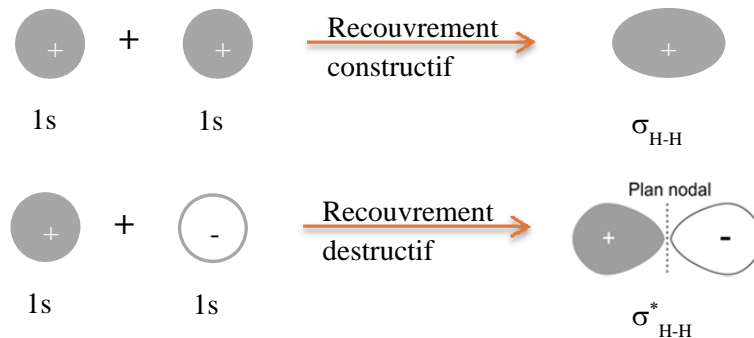 + + + Recouvrement +
constructif
1s 1s σH-H
Plan nodal
+ + - Recouvrement + -
destructif
1s 1s σ*H-H